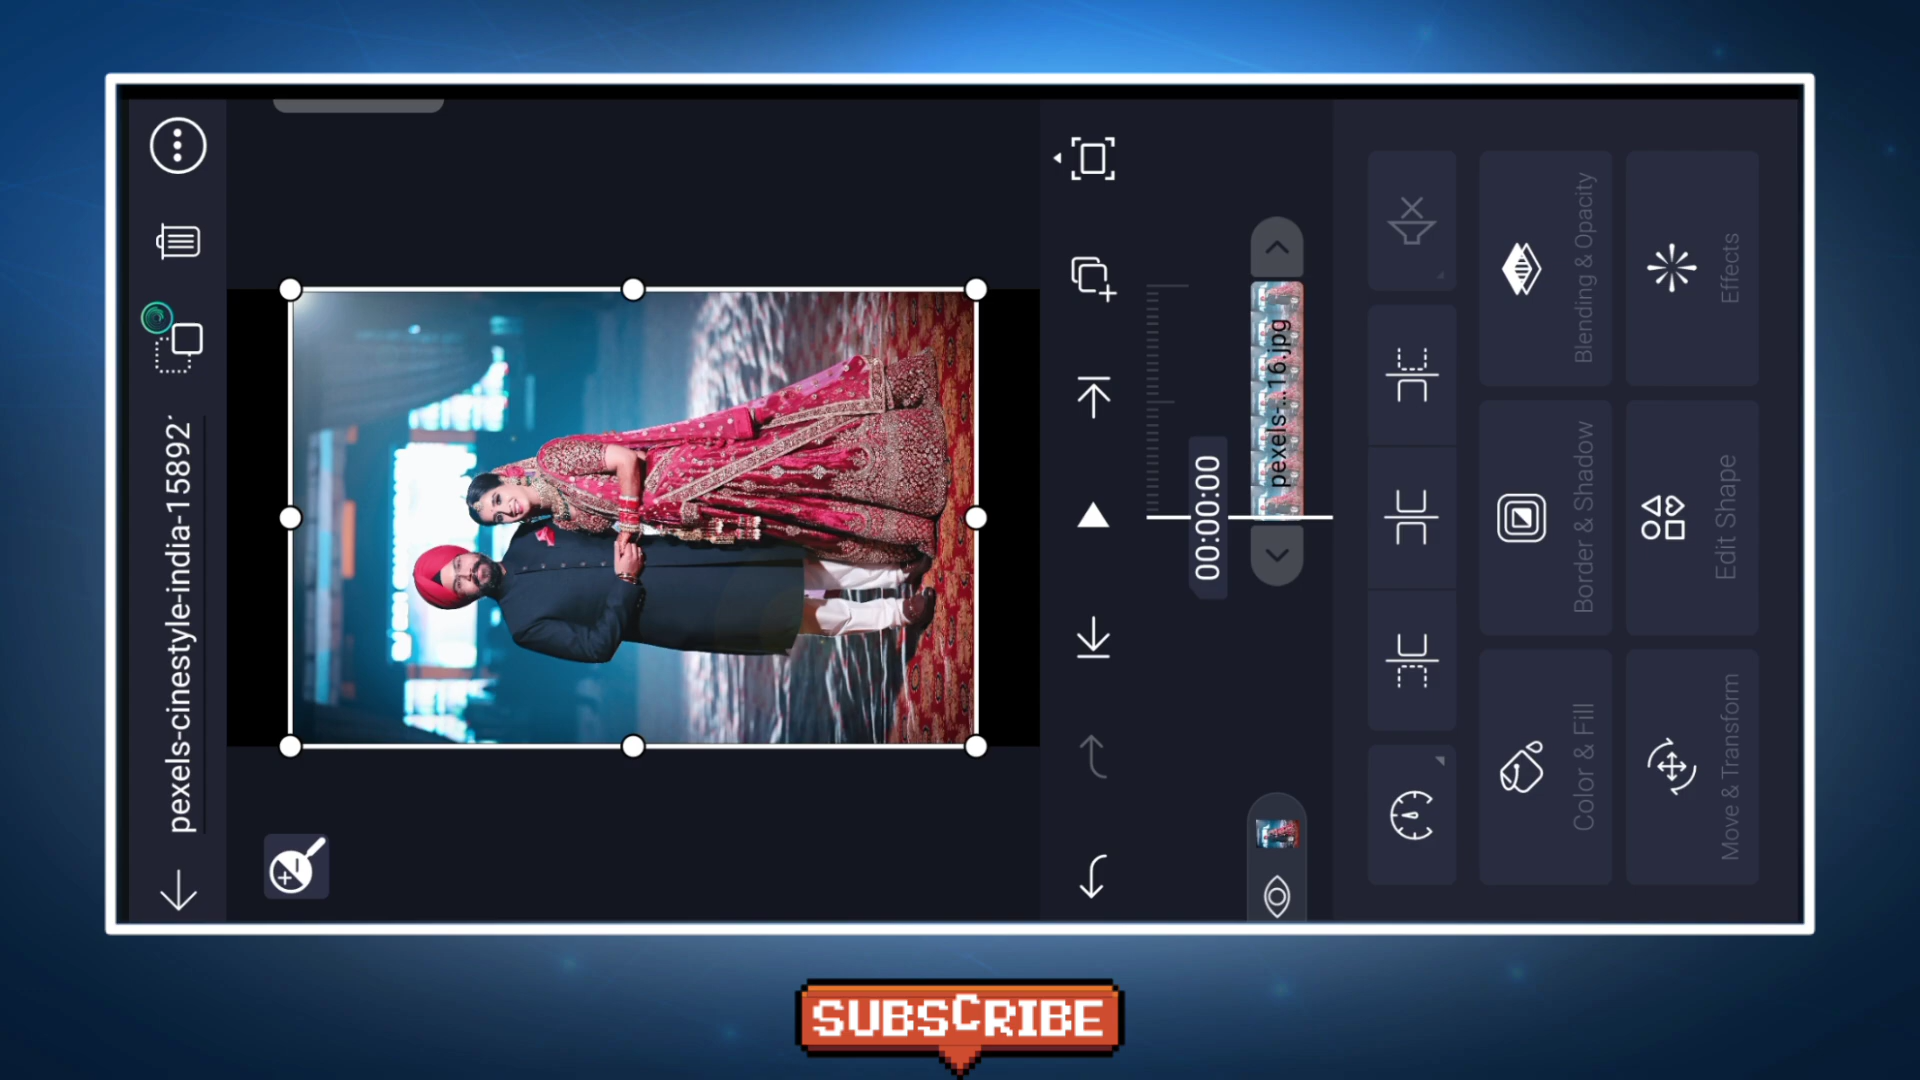 pexels-cinestyle-india-15892
00:00:00
pexels-...16.jpg
Blending & Opacity
Effects
Border & Shadow
Edit Shape
Color & Fill
Move & Transform
SUBSCRIBE